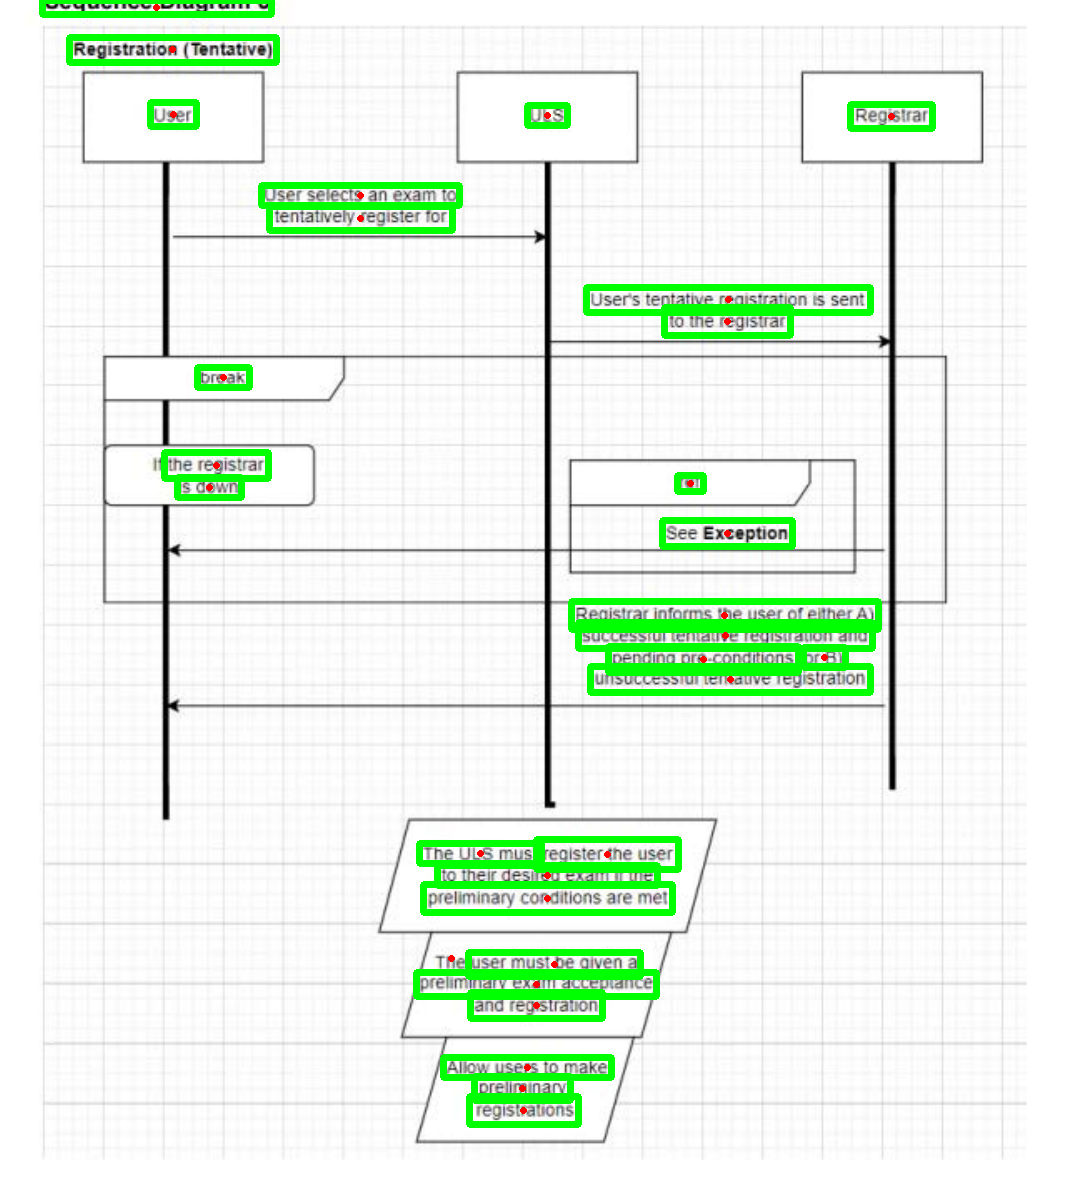 Sequence Diagram 6
Registration (Tentative)
User
ULS
Registrar
User selects an exam to
tentatively register for
User's tentative registration is sent
to the registrar
break
If the registrar
is down
ref
See Exception
Registrar informs the user of either A)
successful tentative registration and
pending pre-conditions, or B)
unsuccessful tentative registration
The ULS must register the user
to their desired exam if the
preliminary conditions are met
The user must be given a
preliminary exam acceptance
and registration
Allow users to make
preliminary
registrations